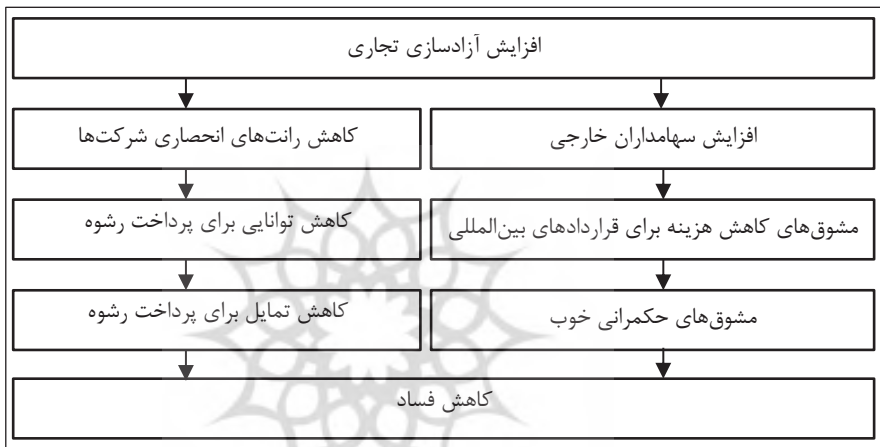 افزایش آزادسازی تجاری
افزایش سهامداران خارجی
کاهش رانت‌های انحصاری شرکت‌ها
مشوق‌های کاهش هزینه برای قراردادهای بین‌المللی
کاهش توانایی برای پرداخت رشوه
مشوق‌های حکمرانی خوب
کاهش تمایل برای پرداخت رشوه
کاهش فساد